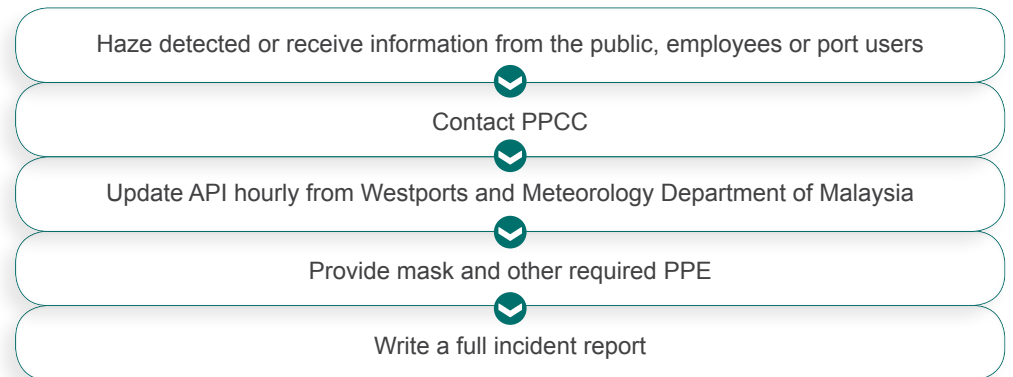 Haze detected or receive information from the public, employees or port users
Contact PPCC
Update API hourly from Westports and Meteorology Department of Malaysia
Provide mask and other required PPE
Write a full incident report